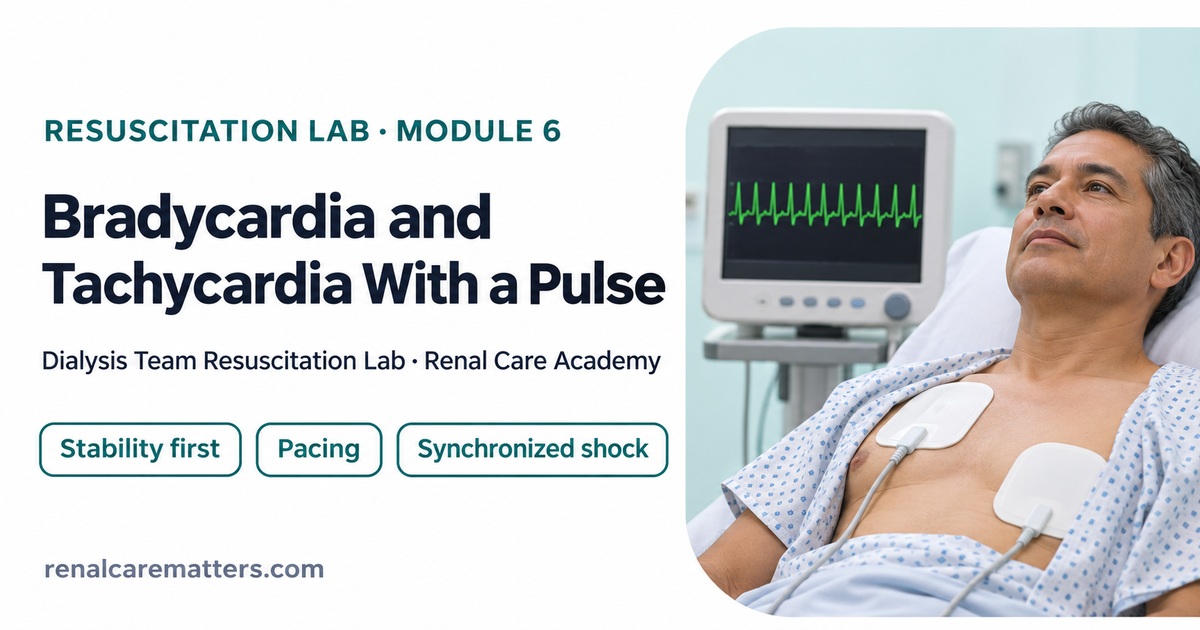 RESUSCITATION LAB · MODULE 6
Bradycardia and
Tachycardia With a Pulse
Dialysis Team Resuscitation Lab · Renal Care Academy
Stability first
Pacing
Synchronized shock
renalcarematters.com